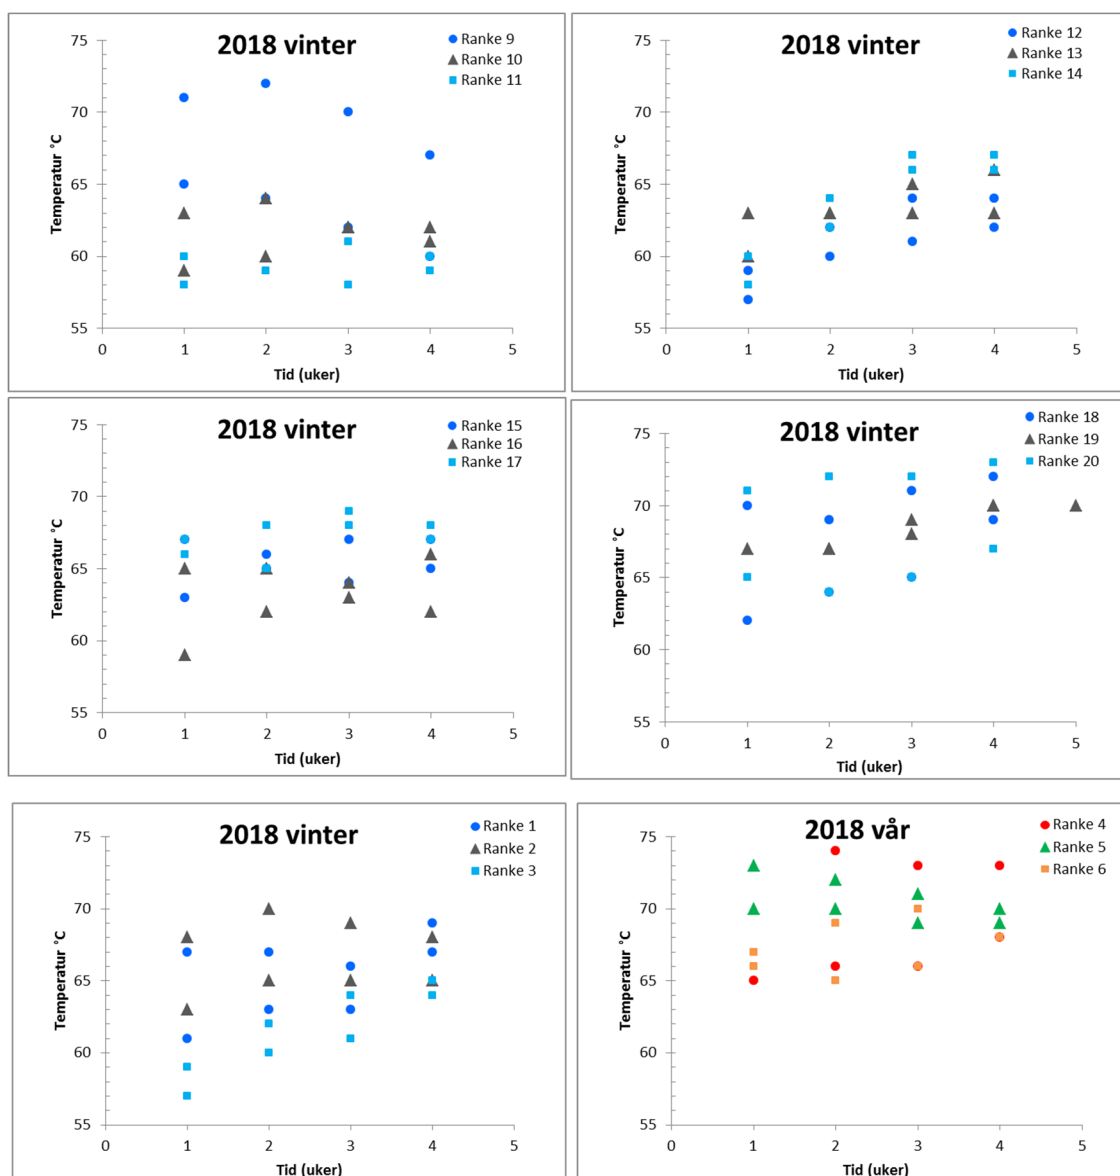 2018 vinter
Ranke 9
Ranke 10
Ranke 11
75
70
65
60
55
Temperatur °C
0 1 2 3 4 5
Tid (uker)
2018 vinter
Ranke 12
Ranke 13
Ranke 14
75
70
65
60
55
Temperatur °C
0 1 2 3 4 5
Tid (uker)
2018 vinter
Ranke 15
Ranke 16
Ranke 17
75
70
65
60
55
Temperatur °C
0 1 2 3 4 5
Tid (uker)
2018 vinter
Ranke 18
Ranke 19
Ranke 20
75
70
65
60
55
Temperatur °C
0 1 2 3 4 5
Tid (uker)
2018 vinter
Ranke 1
Ranke 2
Ranke 3
75
70
65
60
55
Temperatur °C
0 1 2 3 4 5
Tid (uker)
2018 vår
Ranke 4
Ranke 5
Ranke 6
75
70
65
60
55
Temperatur °C
0 1 2 3 4 5
Tid (uker)